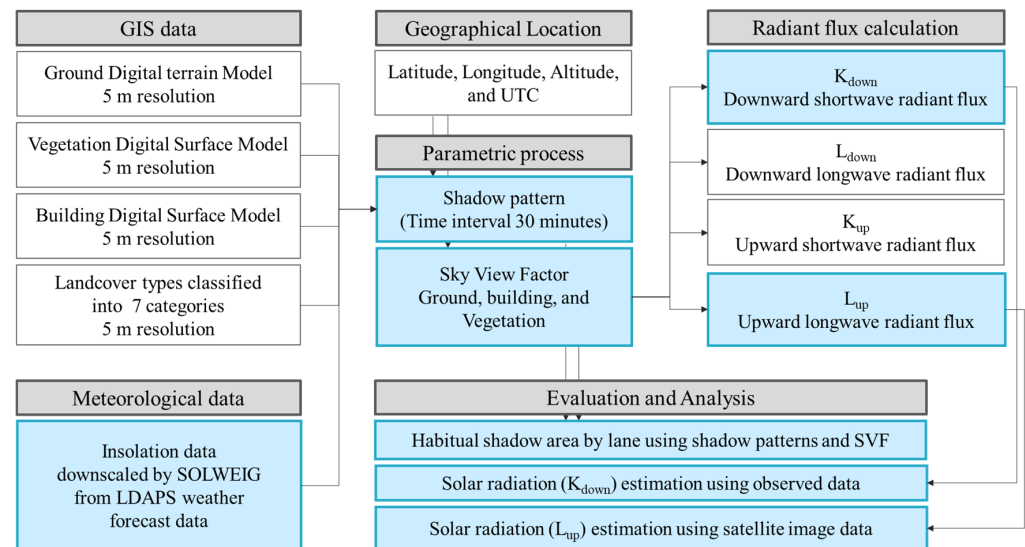 GIS data
Ground Digital terrain Model
5 m resolution
Vegetation Digital Surface Model
5 m resolution
Building Digital Surface Model
5 m resolution
Landcover types classified
into 7 categories
5 m resolution
Meteorological data
Insolation data
downscaled by SOLWEIG
from LDAPS weather
forecast data
Geographical Location
Latitude, Longitude, Altitude,
and UTC
Parametric process
Shadow pattern
(Time interval 30 minutes)
Sky View Factor
Ground, building, and
Vegetation
Radiant flux calculation
Kdown
Downward shortwave radiant flux
Ldown
Downward longwave radiant flux
Kup
Upward shortwave radiant flux
Lup
Upward longwave radiant flux
Evaluation and Analysis
Habitual shadow area by lane using shadow patterns and SVF
Solar radiation (Kdown) estimation using observed data
Solar radiation (Lup) estimation using satellite image data